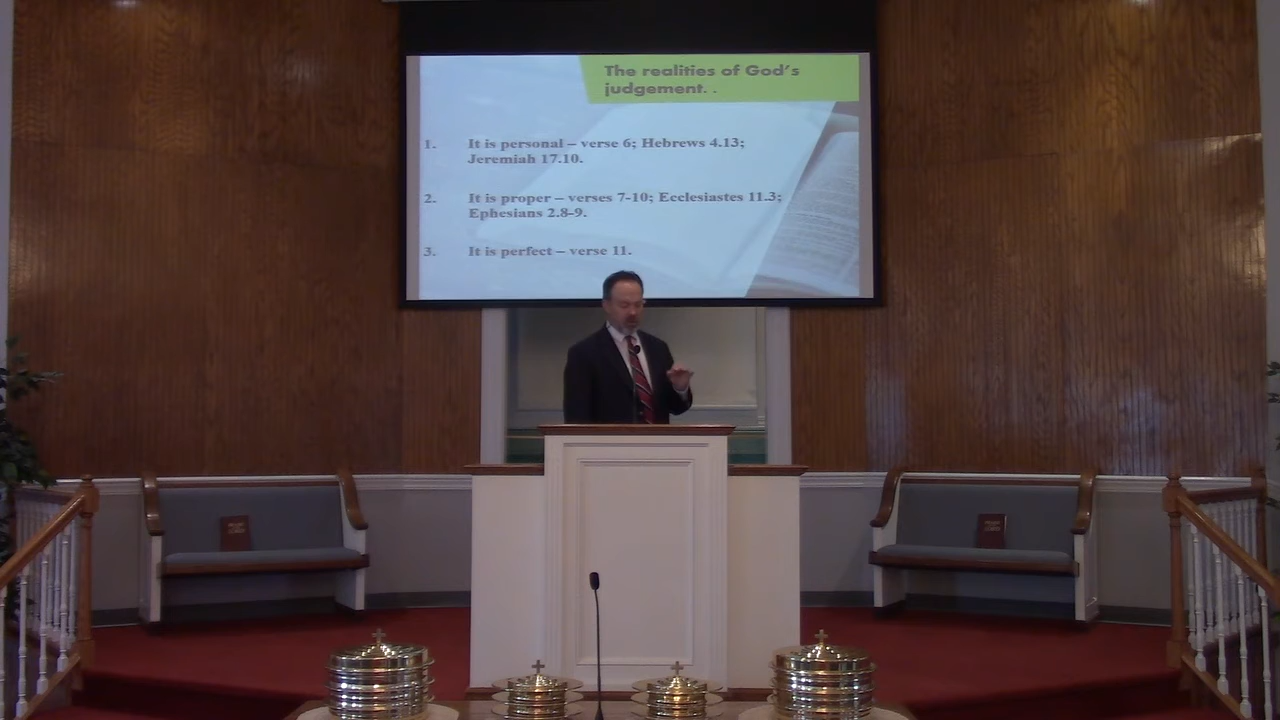 The realities of God's
judgement. .
1. It is personal – verse 6; Hebrews 4.13;
Jeremiah 17.10.
2. It is proper – verses 7-10; Ecclesiastes 11.3;
Ephesians 2.8-9.
3. It is perfect – verse 11.